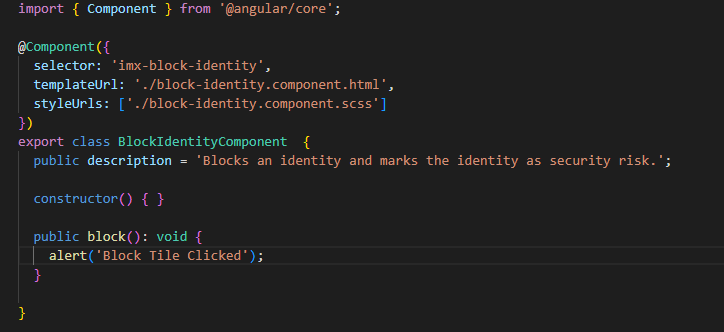 import { Component } from '@angular/core';
@Component({
selector: 'imx-block-identity',
templateUrl: './block-identity.component.html',
styleUrls: ['./block-identity.component.scss']
})
export class BlockIdentityComponent  {
public description = 'Blocks an identity and marks the identity as security risk.';
constructor() { }
public block(): void {
alert('Block Tile Clicked');
}
}